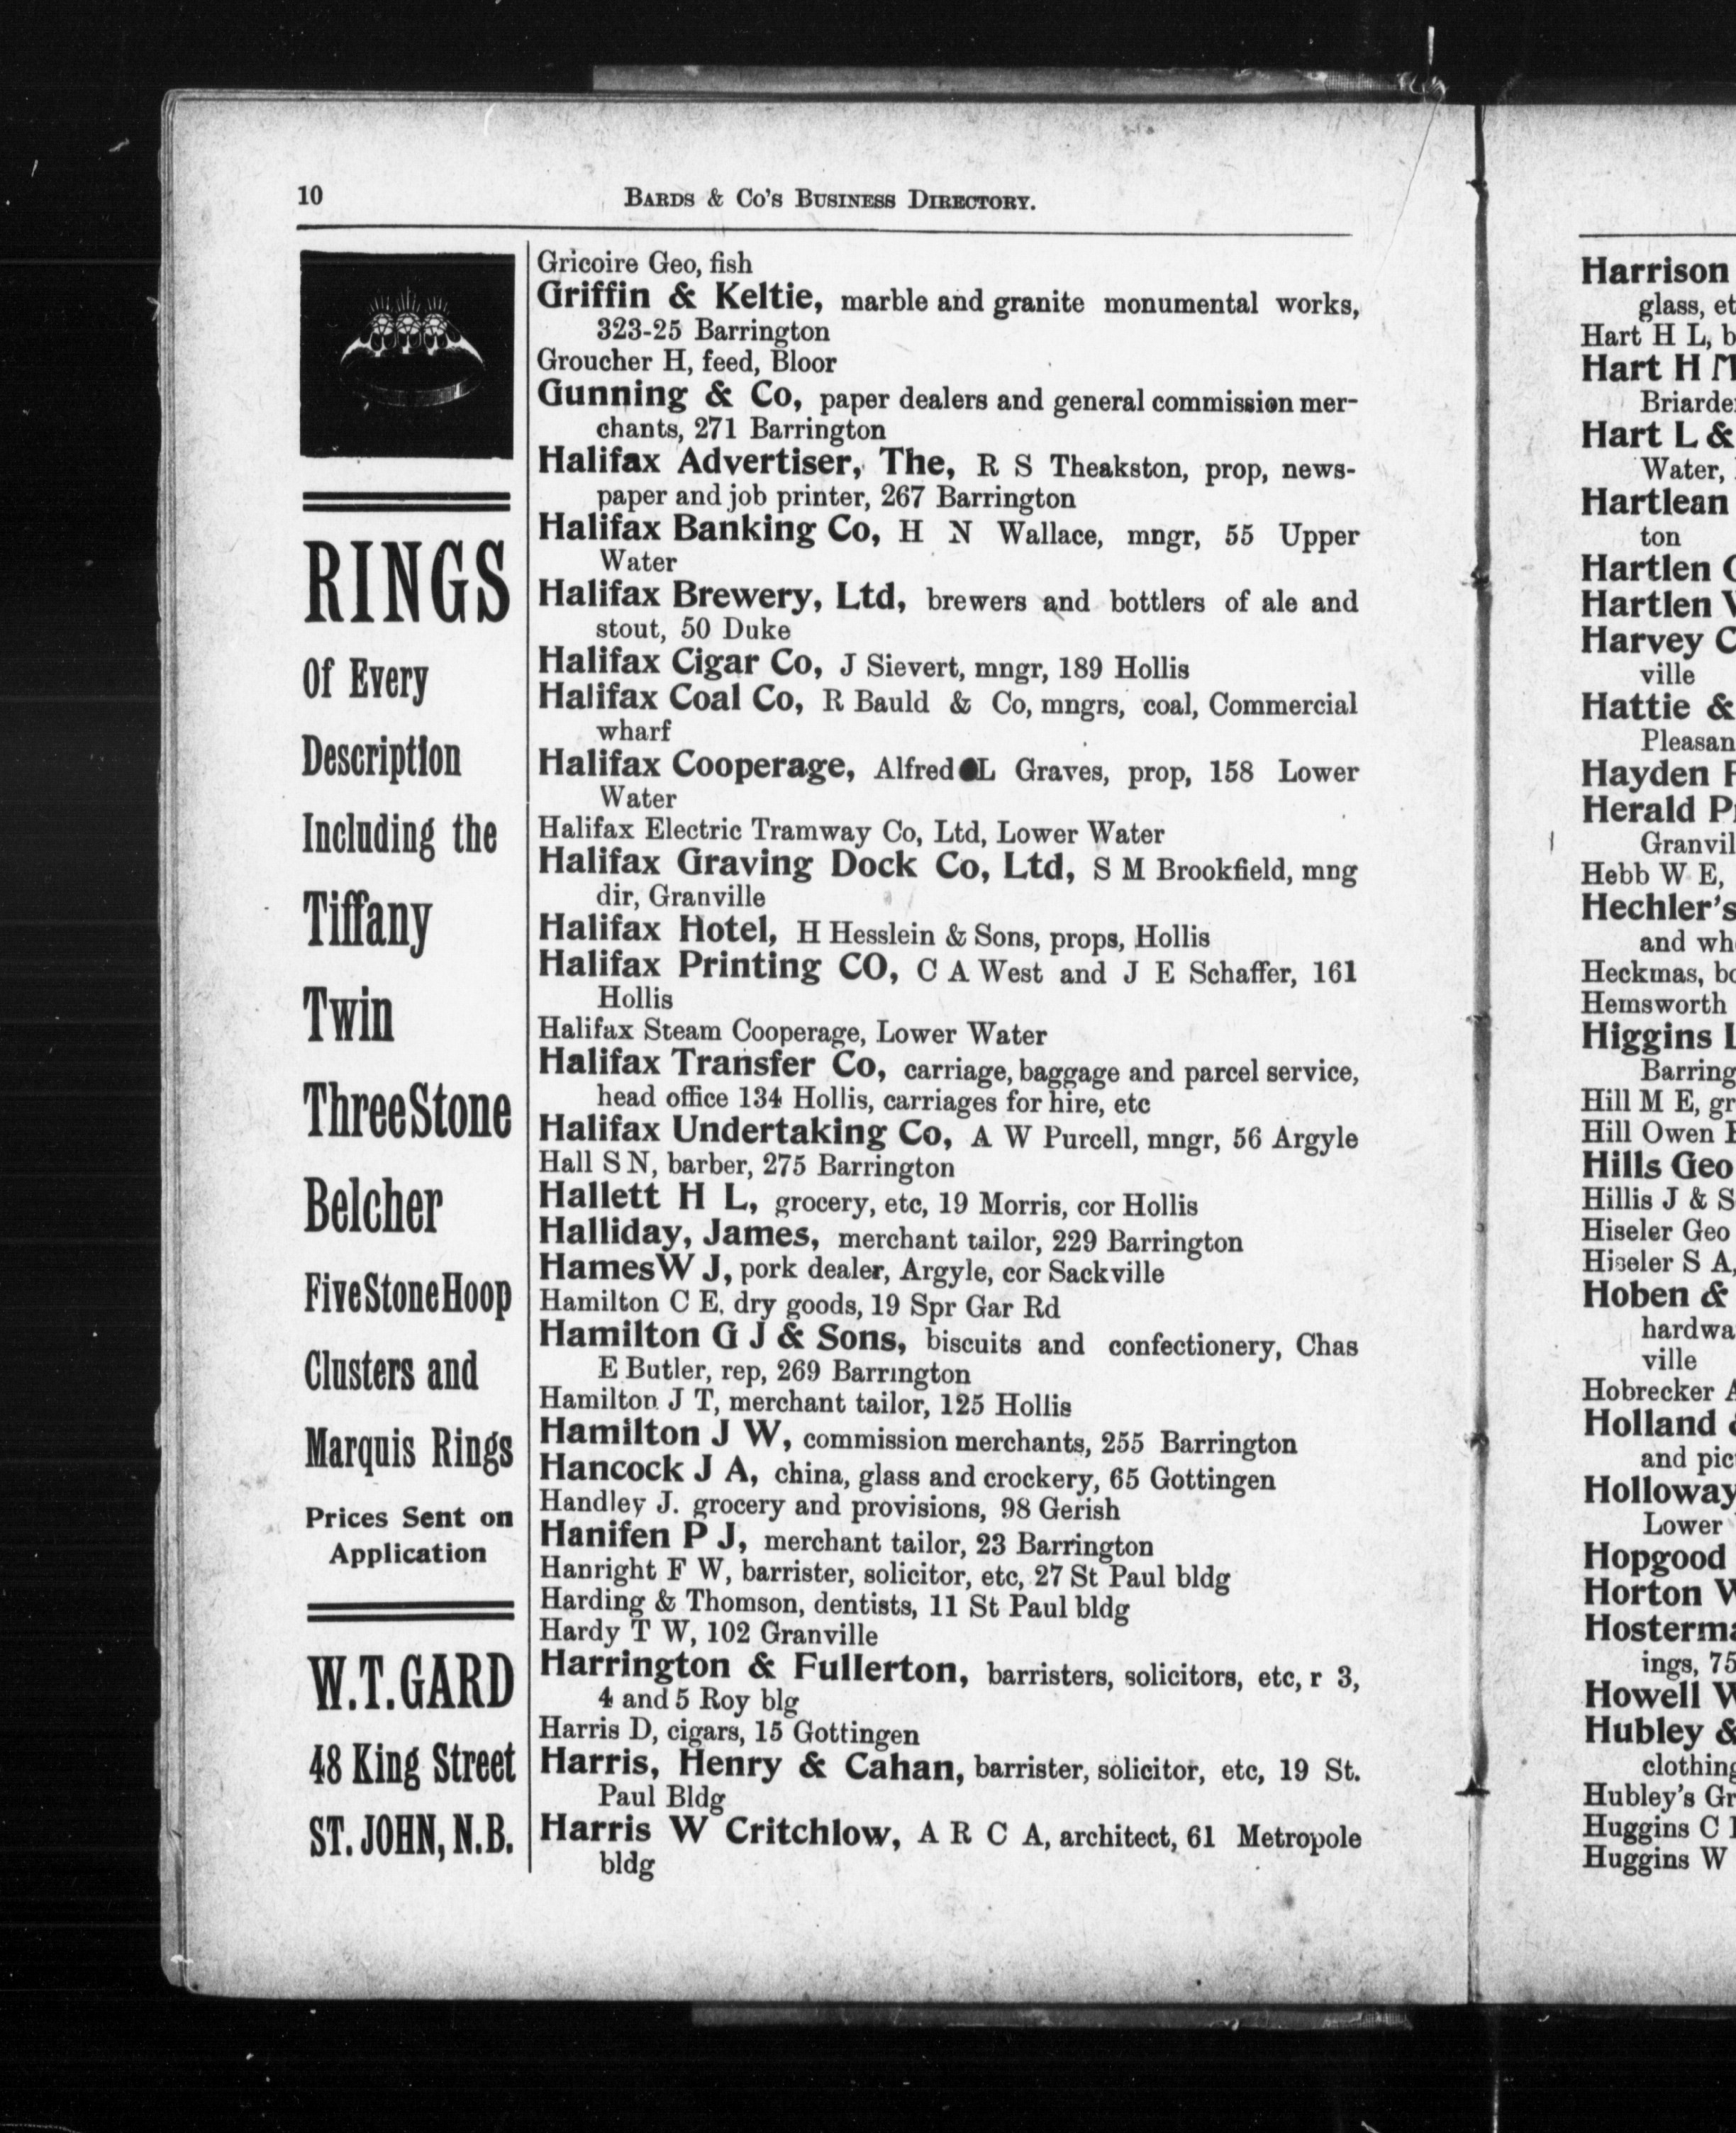 10
BARDS & CO'S BUSINESS DIRECTORY.
RINGS
Of Every
Description
Including the
Tiffany
Twin
Three Stone
Belcher
Five Stone Hoop
Clusters and
Marquis Rings
Prices Sent on
Application
W.T. GARD
48 King Street
ST. JOHN, N.B.
Gricoire Geo, fish
Griffin & Keltie, marble and granite monumental works,
323-25 Barrington
Groucher H, feed, Bloor
Gunning & Co, paper dealers and general commission mer-
chants, 271 Barrington
Halifax Advertiser, The, R S Theakston, prop, news-
paper and job printer, 267 Barrington
Halifax Banking Co, H N Wallace, mngr, 55 Upper
Water
Halifax Brewery, Ltd, brewers and bottlers of ale and
stout, 50 Duke
Halifax Cigar Co, J Sievert, mngr, 189 Hollis
Halifax Coal Co, R Bauld & Co, mngrs, coal, Commercial
wharf
Halifax Cooperage, Alfred L Graves, prop, 158 Lower
Water
Halifax Electric Tramway Co, Ltd, Lower Water
Halifax Graving Dock Co, Ltd, S M Brookfield, mng
dir, Granville
Halifax Hotel, H Hesslein & Sons, props, Hollis
Halifax Printing CO, C A West and J E Schaffer, 161
Hollis
Halifax Steam Cooperage, Lower Water
Halifax Transfer Co, carriage, baggage and parcel service,
head office 134 Hollis, carriages for hire, etc
Halifax Undertaking Co, A W Purcell, mngr, 56 Argyle
Hall S N, barber, 275 Barrington
Hallett H L, grocery, etc, 19 Morris, cor Hollis
Halliday, James, merchant tailor, 229 Barrington
Hames W J, pork dealer, Argyle, cor Sackville
Hamilton C E, dry goods, 19 Spr Gar Rd
Hamilton G J & Sons, biscuits and confectionery, Chas
E Butler, rep, 269 Barrington
Hamilton J T, merchant tailor, 125 Hollis
Hamilton J W, commission merchants, 255 Barrington
Hancock J A, china, glass and crockery, 65 Gottingen
Handley J. grocery and provisions, 98 Gerish
Hanifen P J, merchant tailor, 23 Barrington
Hanright F W, barrister, solicitor, etc, 27 St Paul bldg
Harding & Thomson, dentists, 11 St Paul bldg
Hardy T W, 102 Granville
Harrington & Fullerton, barristers, solicitors, etc, r 3,
4 and 5 Roy blg
Harris D, cigars, 15 Gottingen
Harris, Henry & Cahan, barrister, solicitor, etc, 19 St.
Paul Bldg
Harris W Critchlow, A R C A, architect, 61 Metropole
bldg
Harrison
glass,
Hart H L,
Hart H
Hart L &
Water,
Hartlean
ton
Hartlen
Hartlen
Harvey
ville
Hattie &
Hayden
Herald
Hebb W E,
Hechler's
and
Heckmas,
Hemsworth
Higgins
Hill M E,
Hill Owen
Hills Geo
Hillis J &
Hiseler Geo
Hiseler S A,
Hoben &
ville
Hobrecker
Holland
and
Holloway
Lower
Hopgood
Horton
ings, 75
Howell
Hubley &
Hubley's
Huggins C
Huggins W